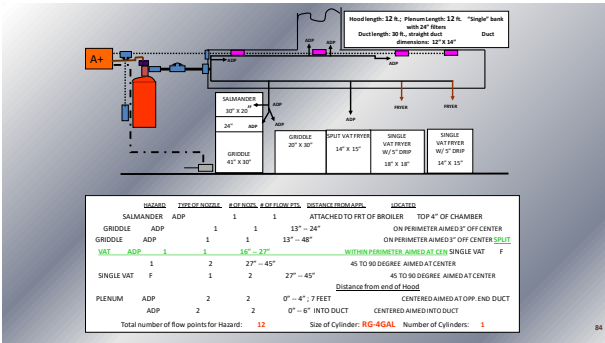 Hood length: 12 ft.; Plenum Length: 12 ft. "Single" bank
with 24" filters
Duct length: 30 ft., straight duct Duct
dimensions: 12" X 14"
A+
ADP
ADP
ADP
ADP
SALMANDER
30" X 20
F
ADP
24"
ADP
ADP
GRIDDLE
41" X 30"
GRIDDLE
20" X 30"
ADP
SPLIT VAT FRYER
14" X 15"
FRYER
SINGLE
VAT FRYER
W/ 5" DRIP
18" X 18"
FRYER
SINGLE
VAT FRYER
W/ 5" DRIP
14" X 15"
HAZARD TYPE OF NOZZLE # OF NOZS. # OF FLOW PTS. DISTANCE FROM APPL. LOCATED
SALMANDER ADP 1 1 ATTACHED TO FRT OF BROILER TOP 4" OF CHAMBER
GRIDDLE ADP 1 1 13" -- 24" ON PERIMETER AIMED 3" OFF CENTER
GRIDDLE ADP 1 1 13" -- 48" ON PERIMETER AIMED 3" OFF CENTER SPLIT
VAT ADP 1 1 16" -- 27" WITHIN PERIMETER AIMED AT CEN SINGLE VAT F
1 2 27" -- 45" 45 TO 90 DEGREE AIMED AT CENTER
SINGLE VAT F 1 2 27" -- 45" 45 TO 90 DEGREE AIMED AT CENTER
Distance from end of Hood
PLENUM ADP 2 2 0" -- 4" ; 7 FEET CENTERED AIMED AT OPP. END DUCT
ADP 2 2 0" -- 6" INTO DUCT CENTERED AIMED INTO DUCT
Total number of flow points for Hazard: 12 Size of Cylinder: RG-4GAL Number of Cylinders: 1
84